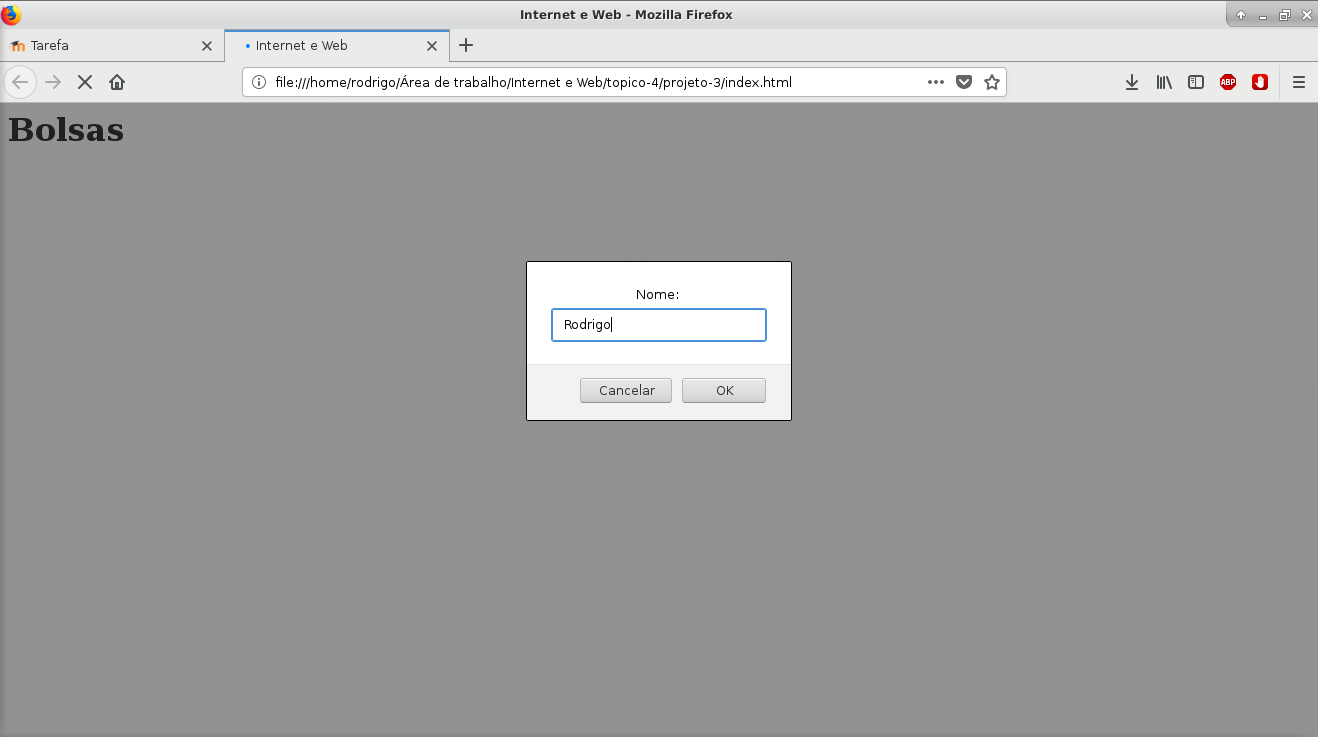 Internet e Web - Mozilla Firefox
Tarefa
Internet e Web
file:///home/rodrigo/Área de trabalho/Internet e Web/topico-4/projeto-3/index.html
ABP
Bolsas
Nome:
Rodrigo
Cancelar OK